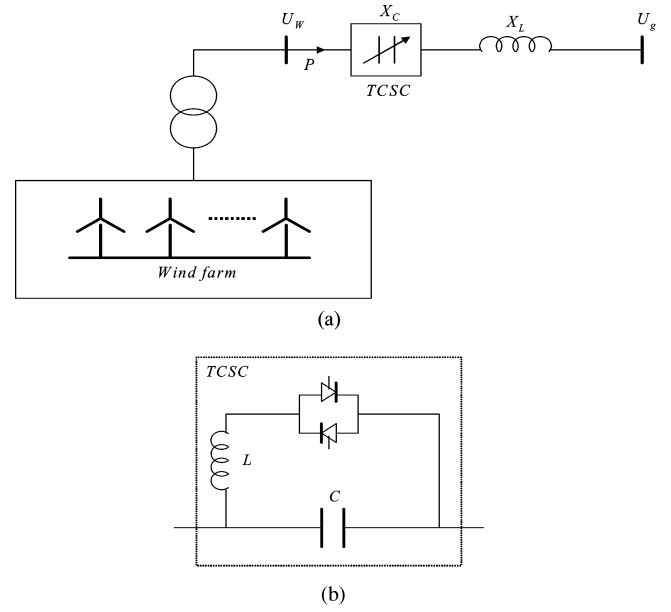 U_W X_C X_L U_g
P
TCSC
Wind farm
(a)
TCSC
L
C
(b)